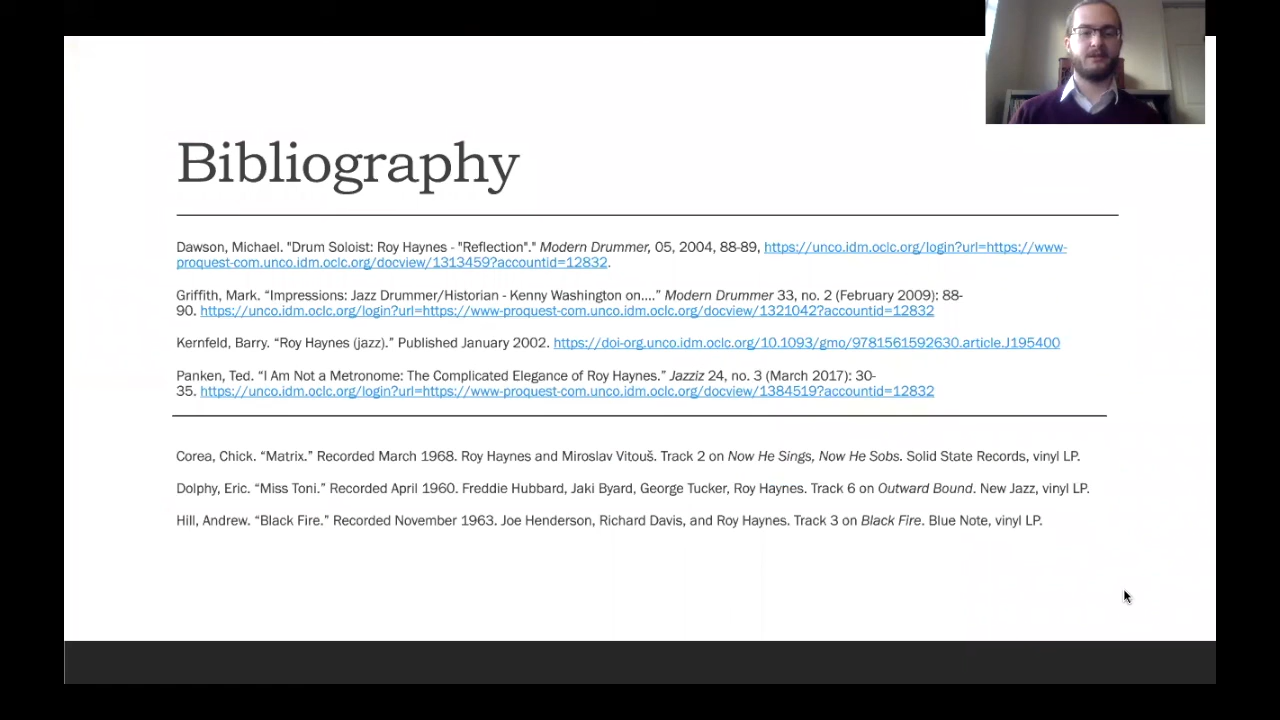 Bibliography
Dawson, Michael. "Drum Soloist: Roy Haynes - "Reflection"." Modern Drummer, 05, 2004, 88-89, https://unco.idm.oclc.org/login?url=https://www-
proquest-com.unco.idm.oclc.org/docview/1313459?accountid=12832.
Griffith, Mark. “Impressions: Jazz Drummer/Historian - Kenny Washington on....” Modern Drummer 33, no. 2 (February 2009): 88-
90. https://unco.idm.oclc.org/login?url=https://www-proquest-com.unco.idm.oclc.org/docview/1321042?accountid=12832
Kernfeld, Barry. “Roy Haynes (jazz).” Published January 2002. https://doi-org.unco.idm.oclc.org/10.1093/gmo/9781561592630.article.J195400
Panken, Ted. “I Am Not a Metronome: The Complicated Elegance of Roy Haynes.” Jazziz 24, no. 3 (March 2017): 30-
35. https://unco.idm.oclc.org/login?url=https://www-proquest-com.unco.idm.oclc.org/docview/1384519?accountid=12832
Corea, Chick. “Matrix.” Recorded March 1968. Roy Haynes and Miroslav Vitouš. Track 2 on Now He Sings, Now He Sobs. Solid State Records, vinyl LP.
Dolphy, Eric. “Miss Toni.” Recorded April 1960. Freddie Hubbard, Jaki Byard, George Tucker, Roy Haynes. Track 6 on Outward Bound. New Jazz, vinyl LP.
Hill, Andrew. “Black Fire.” Recorded November 1963. Joe Henderson, Richard Davis, and Roy Haynes. Track 3 on Black Fire. Blue Note, vinyl LP.